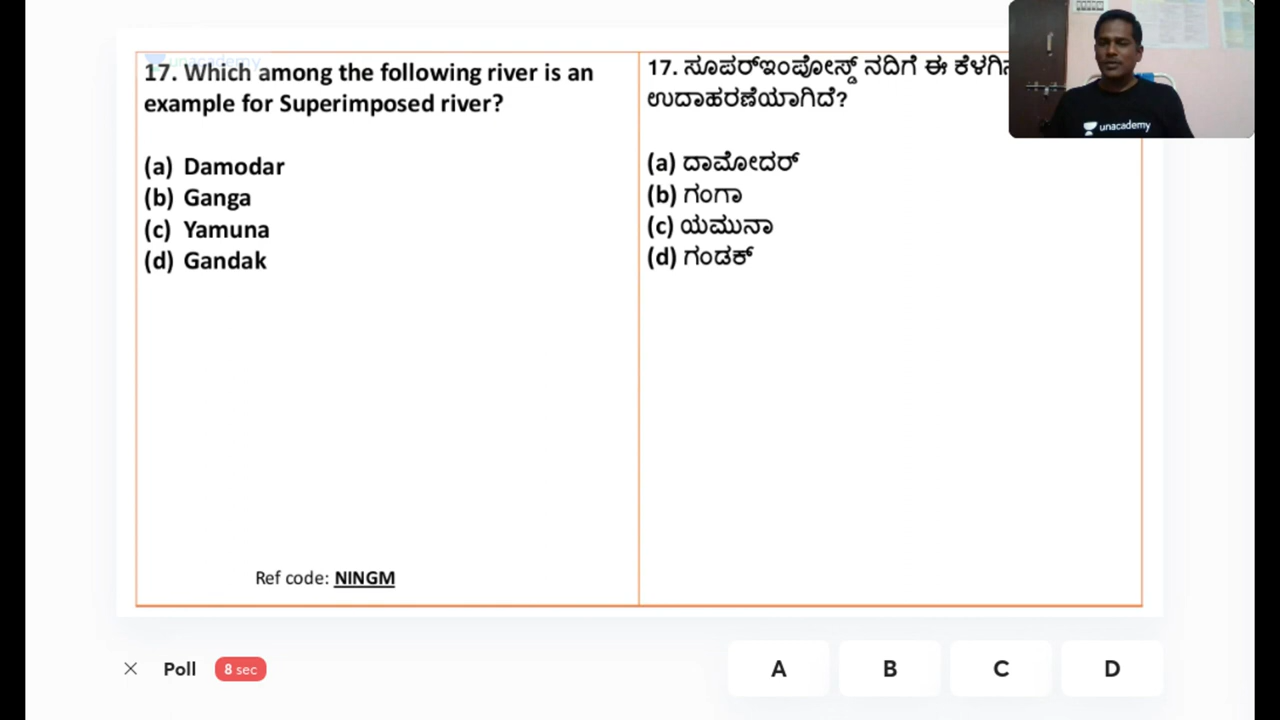 unacademy
17. Which among the following river is an
example for Superimposed river?
(a) Damodar
(b) Ganga
(c) Yamuna
(d) Gandak
Ref code: NINGM
17. ಸೂಪರ್ಇಂಪೋಸ್ಡ್ ನದಿಗೆ ಈ
ಉದಾಹರಣೆಯಾಗಿದೆ?
(a) ದಾಮೋದರ್
(b) ಗಂಗಾ
(c) ಯಮುನಾ
(d) ಗಂಡಕ್
unacademy
Poll 8 sec
A B C D